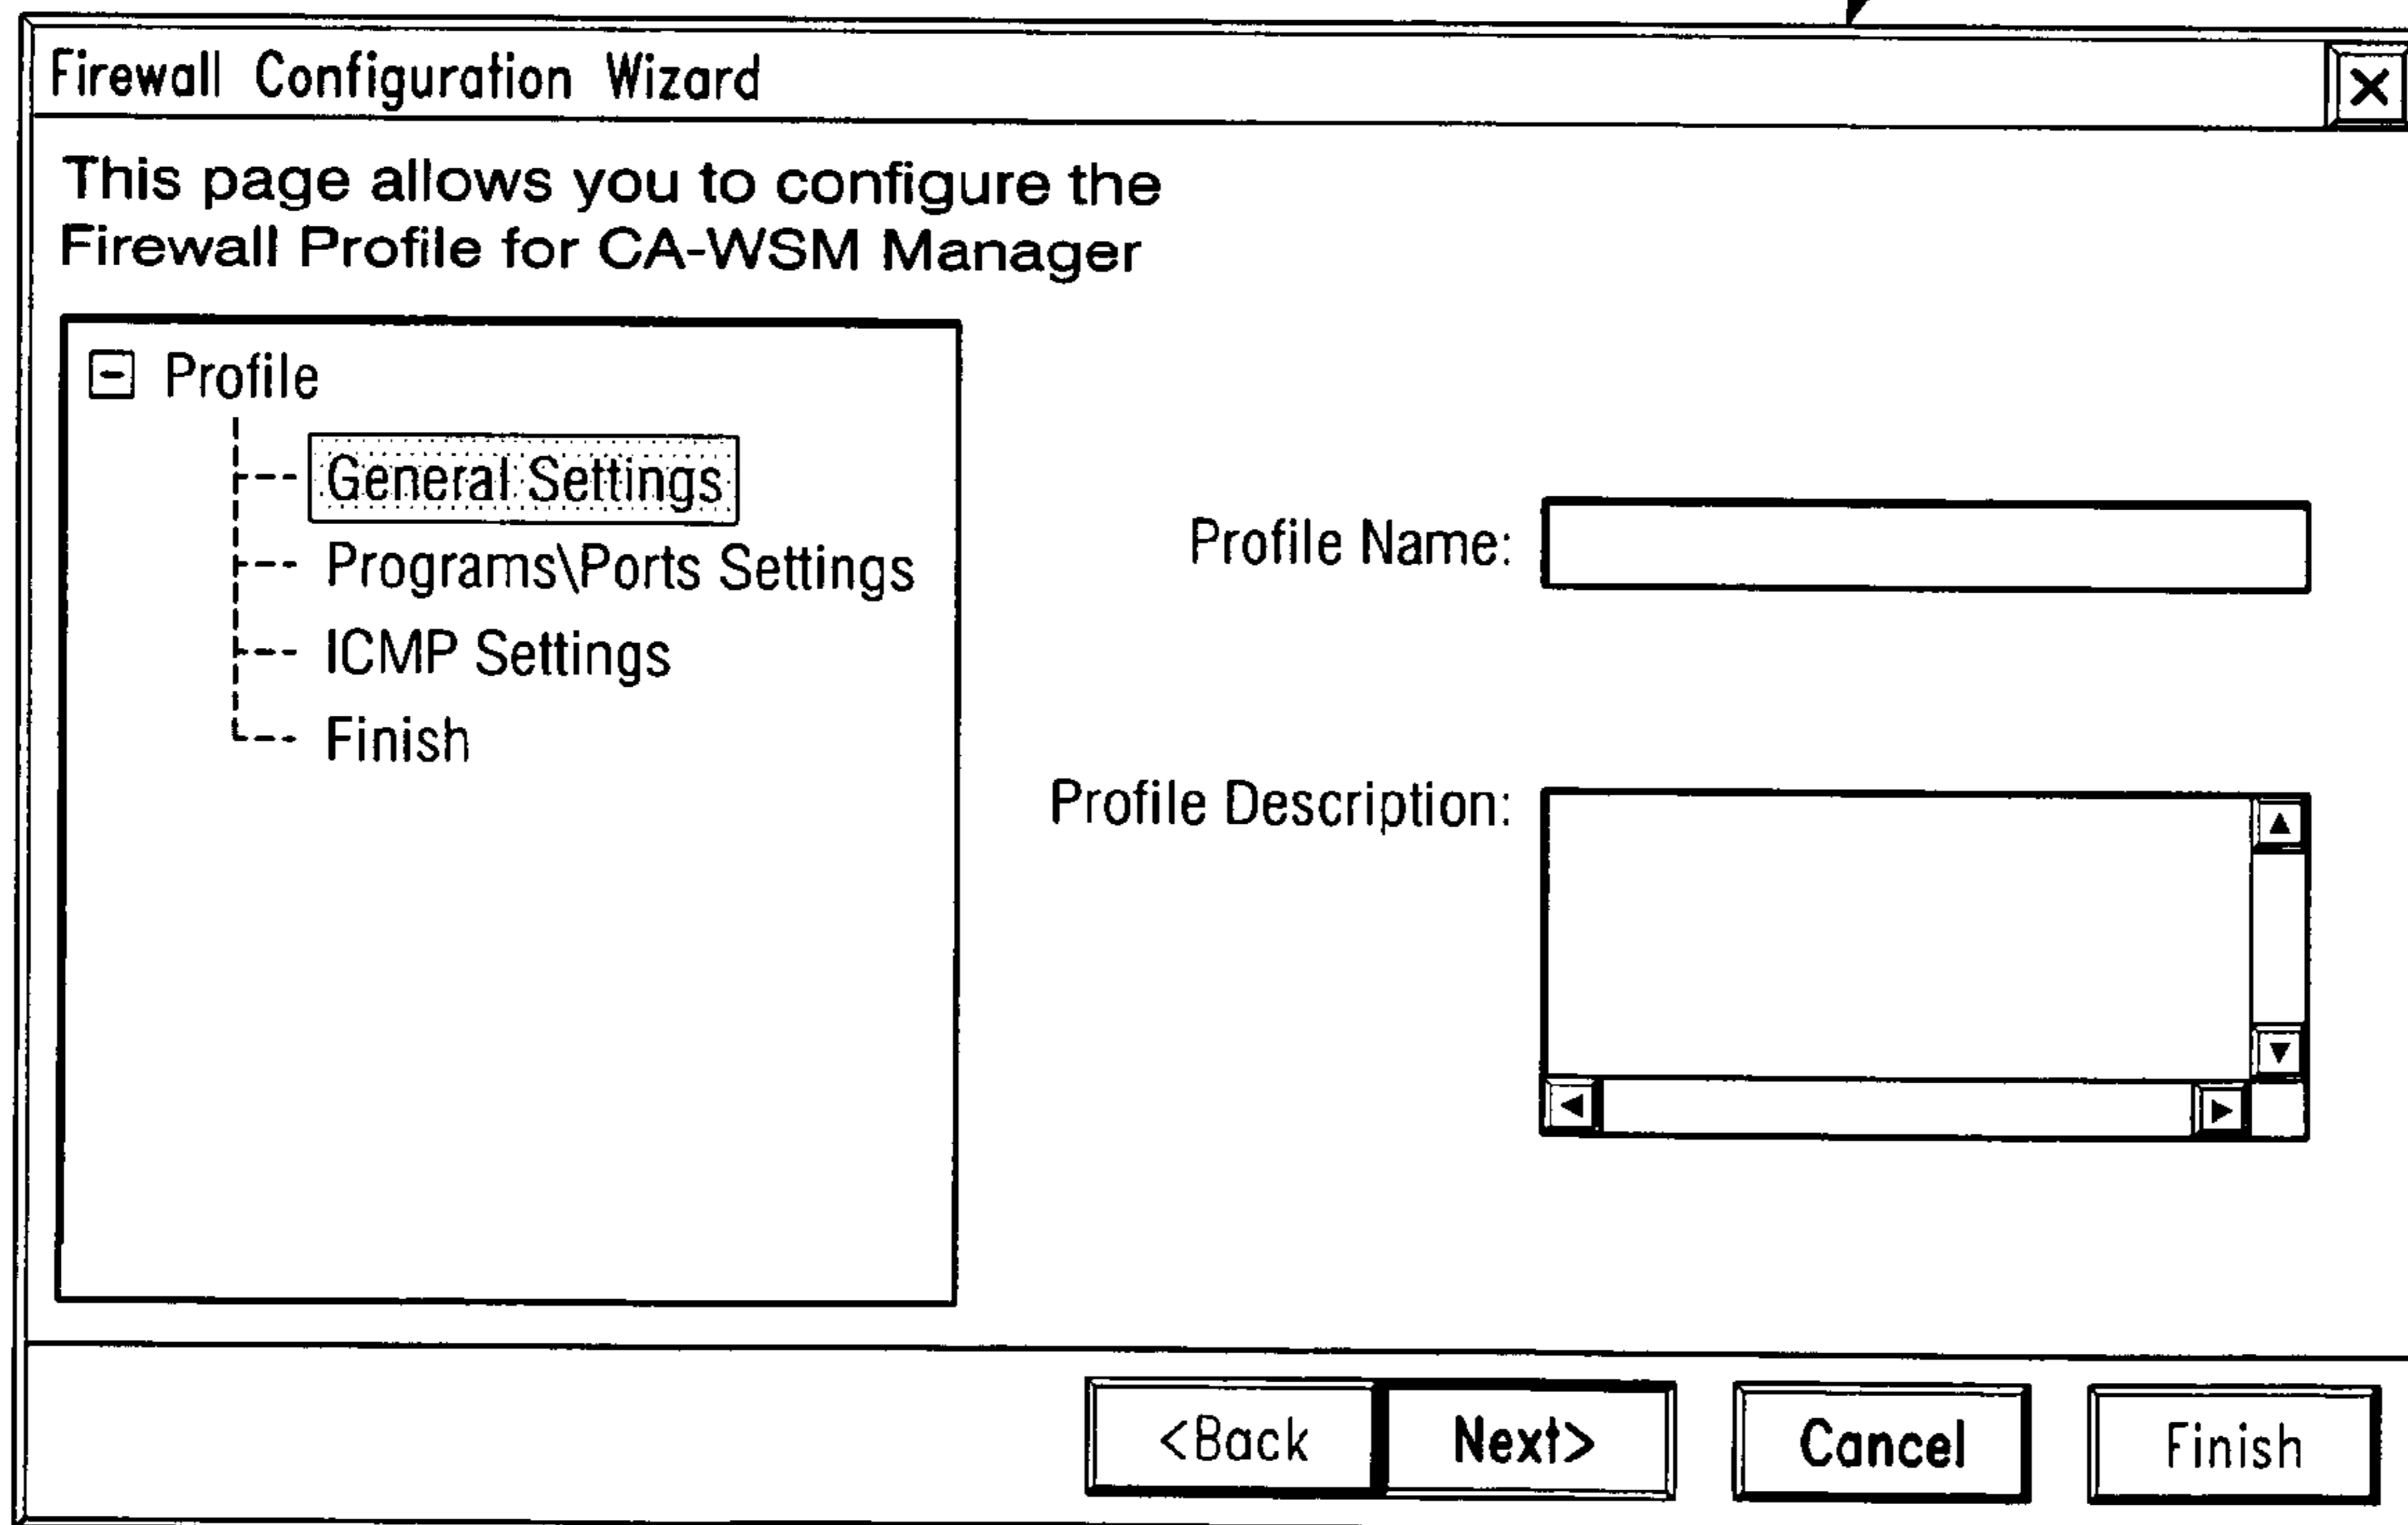 Firewall Configuration Wizard
This page allows you to configure the
Firewall Profile for CA-WSM Manager
Profile
General Settings
Programs\Ports Settings
ICMP Settings
Finish
Profile Name:
Profile Description:
<Back
Next>
Cancel
Finish